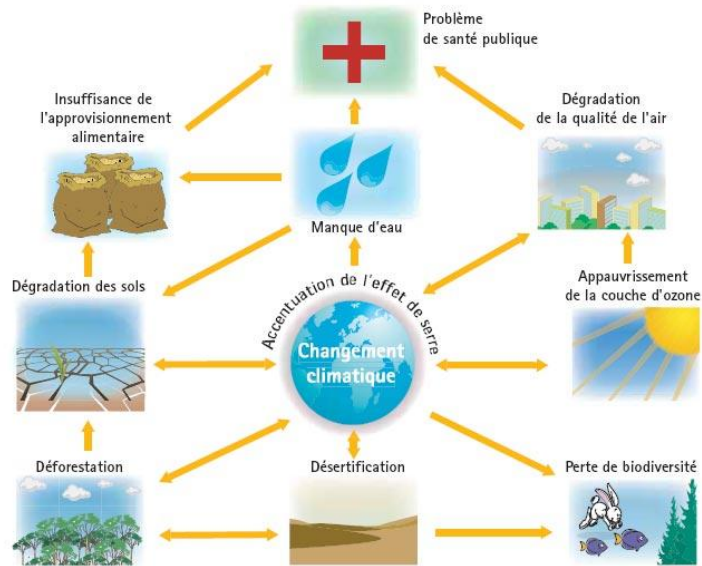 Problème
de santé publique
Insuffisance de
l'approvisionnement
alimentaire
Dégradation
de la qualité de l'air
Manque d'eau
Dégradation des sols
Appauvrissement
de la couche d'ozone
Accentuation de l'effet de serre
Changement
climatique
Déforestation
Désertification
Perte de biodiversité